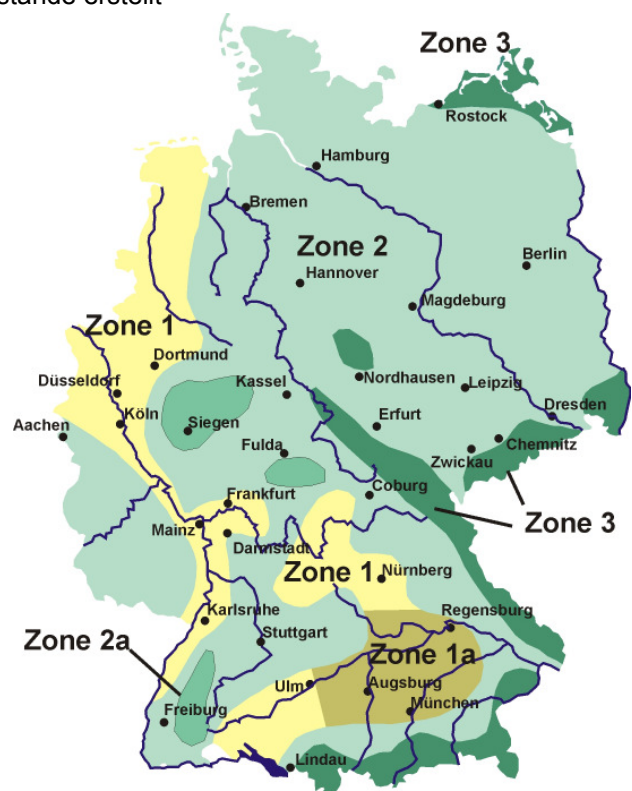 stands erstellt
Zone 3
Rostock
Hamburg
Bremen
Zone 2
Berlin
Hannover
Magdeburg
Zone 1
Dortmund
Düsseldorf
Kassel
Nordhausen
Leipzig
Köln
Dresden
Aachen
Siegen
Erfurt
Chemnitz
Fulda
Zwickau
Coburg
Frankfurt
Zone 3
Mainz
Darmstadt
Zone 1
Nürnberg
Karlsruhe
Regensburg
Zone 2a
Stuttgart
Zone 1a
Ulm
Augsburg
Freiburg
München
Lindau